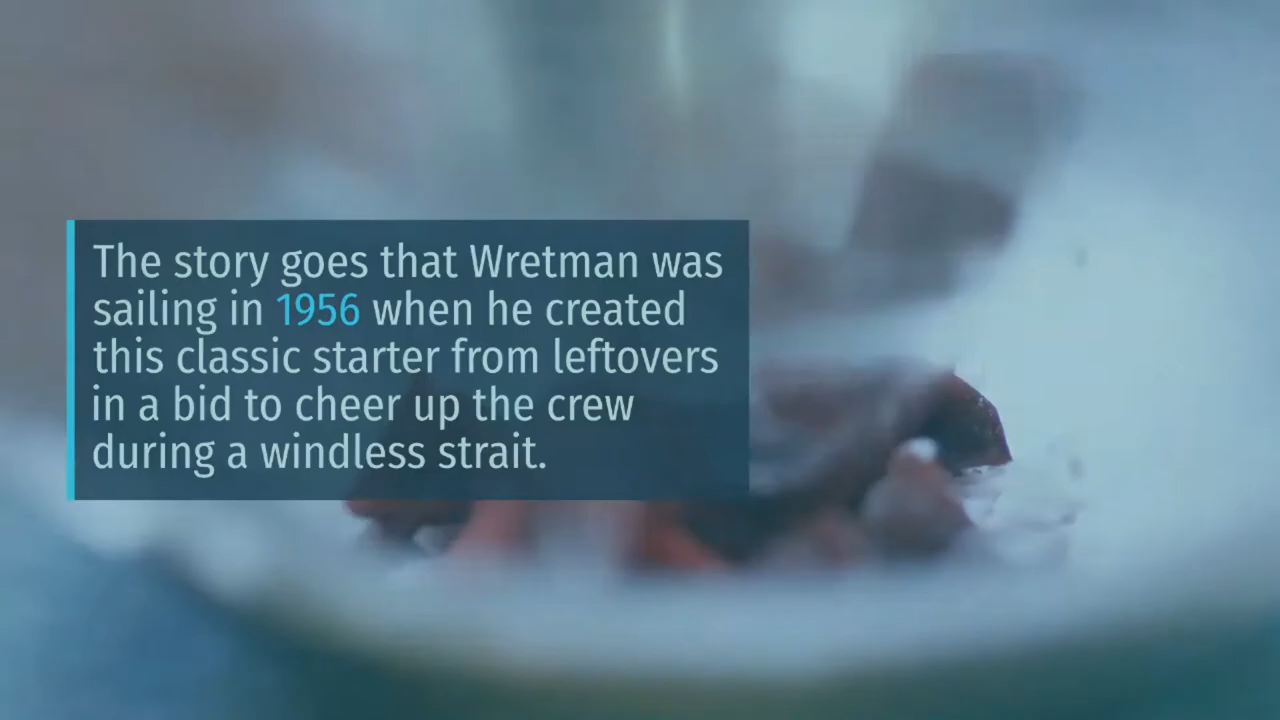 The story goes that Wretman was
sailing in 1956 when he created
this classic starter from leftovers
in a bid to cheer up the crew
during a windless strait.